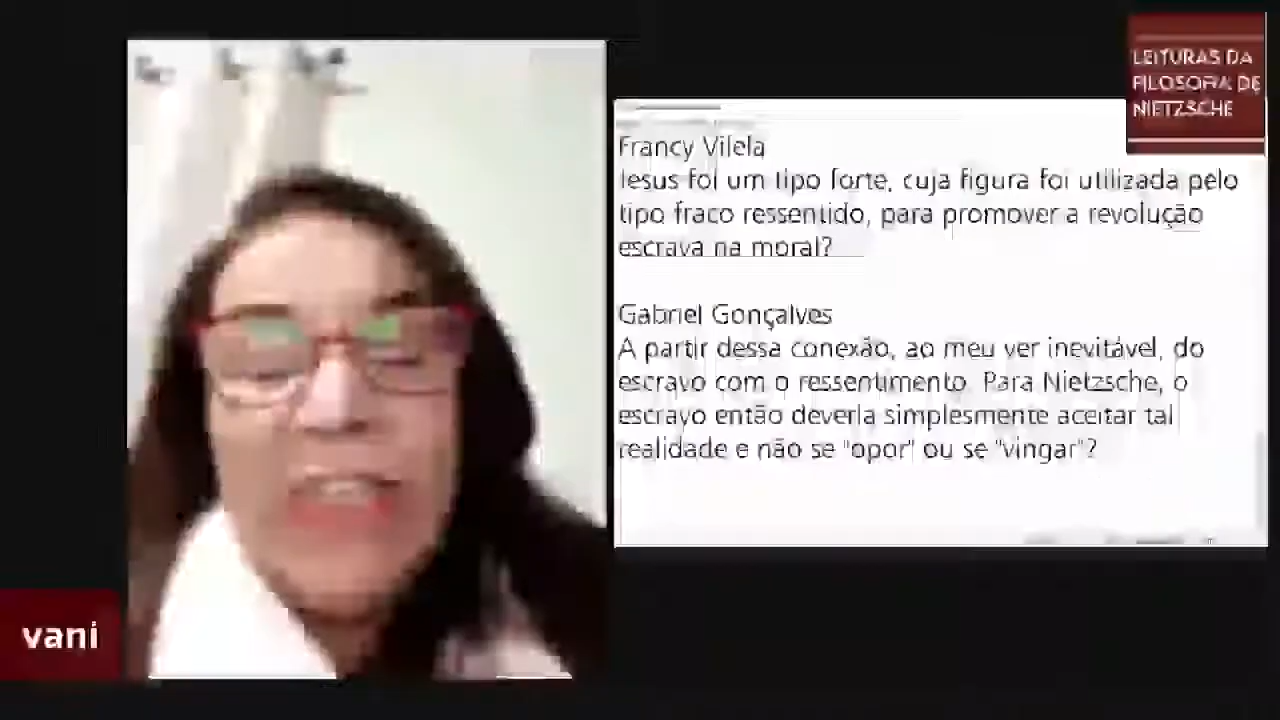 LEITURAS DA
FILOSOFIA DE
NIETZSCHE
Francy Vilela
Jesus foi um tipo forte, cuja figura foi utilizada pelo
tipo fraco ressentido, para promover a revolução
escrava na moral?
Gabriel Gonçalves
A partir dessa conexão, ao meu ver inevitável, do
escravo com o ressentimento. Para Nietzsche, o
escravo então deveria simplesmente aceitar tal
realidade e não se "opor" ou se "vingar"?
vani